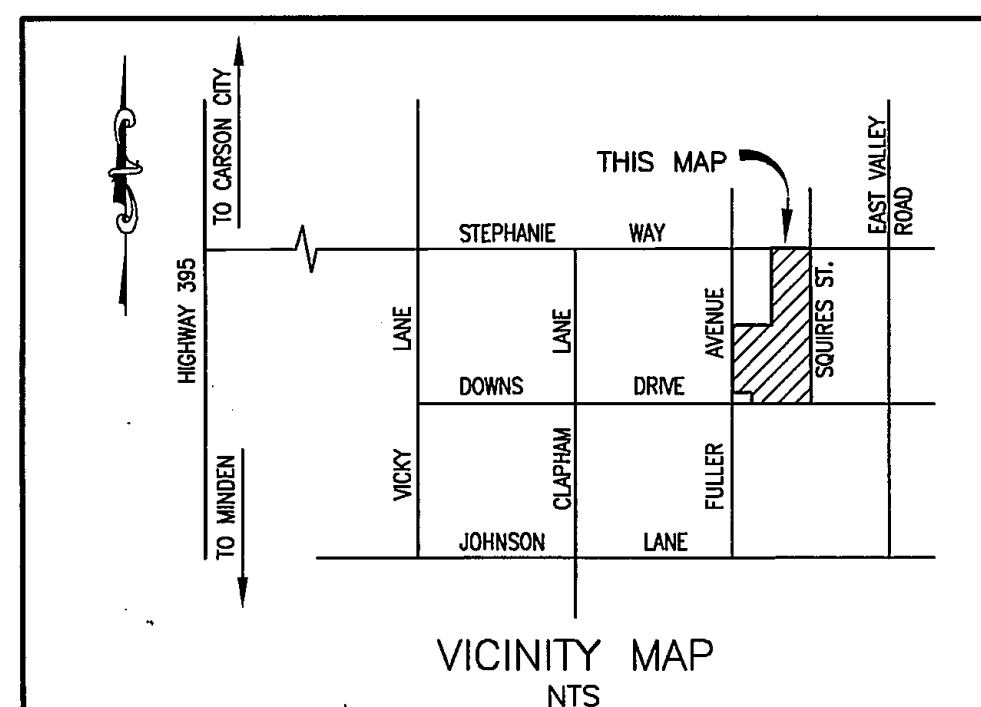 TO CARSON CITY
EAST VALLEY
ROAD
THIS MAP
STEPHANIE WAY
HIGHWAY 395
LANE
LANE
AVENUE
SQUIRES ST.
DOWNS DRIVE
TO MINDEN
VICKY
CLAPHAM
FULLER
JOHNSON LANE
VICINITY MAP
NTS